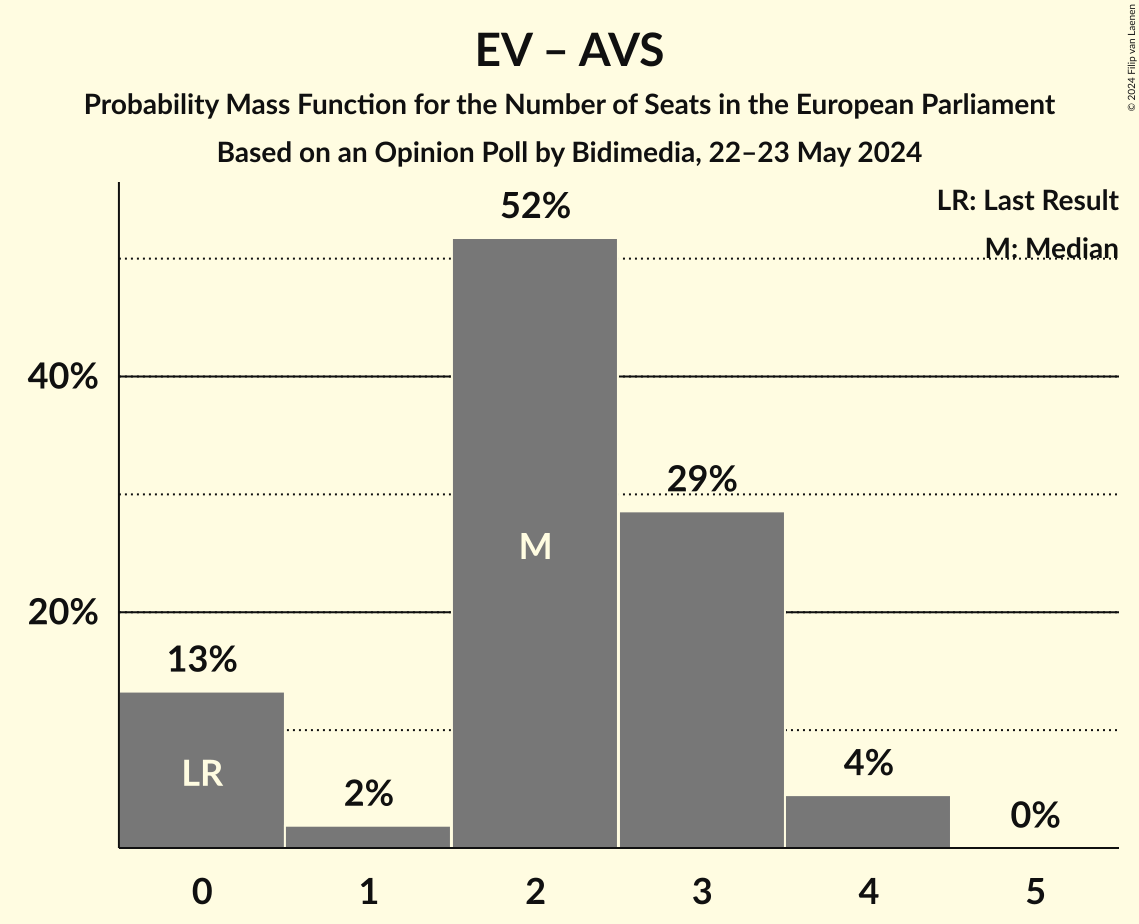 EV – AVS
Probability Mass Function for the Number of Seats in the European Parliament
Based on an Opinion Poll by Bidimedia, 22–23 May 2024
© 2024 Filip van Laenen
LR: Last Result
M: Median
52%
40%
29%
M
20%
13%
LR
2%
4%
0%
0 1 2 3 4 5